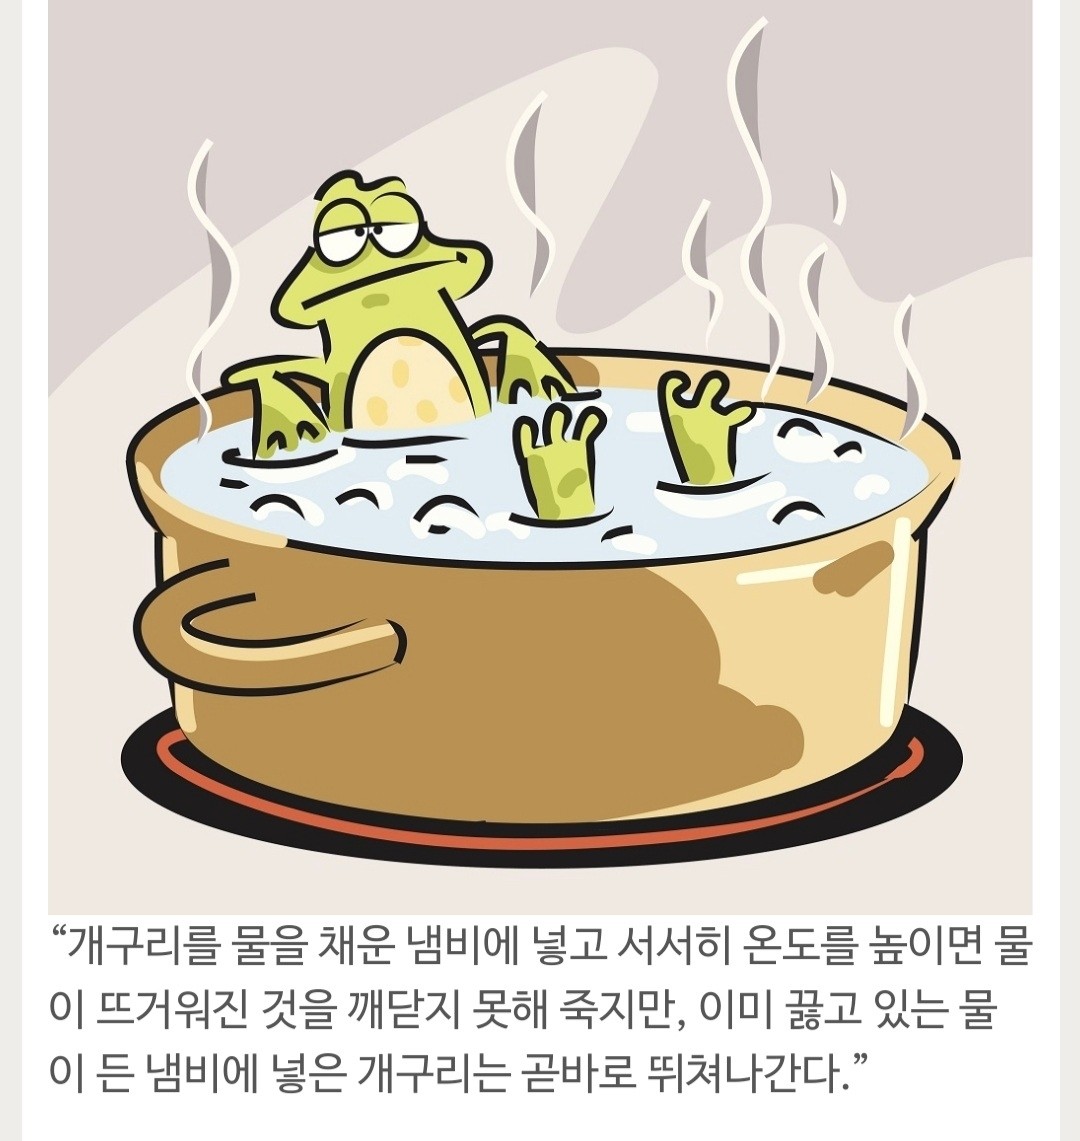 “개구리를 물을 채운 냄비에 넣고 서서히 온도를 높이면 물
이 뜨거워진 것을 깨닫지 못해 죽지만, 이미 끓고 있는 물
이 든 냄비에 넣은 개구리는 곧바로 뛰쳐나간다.”